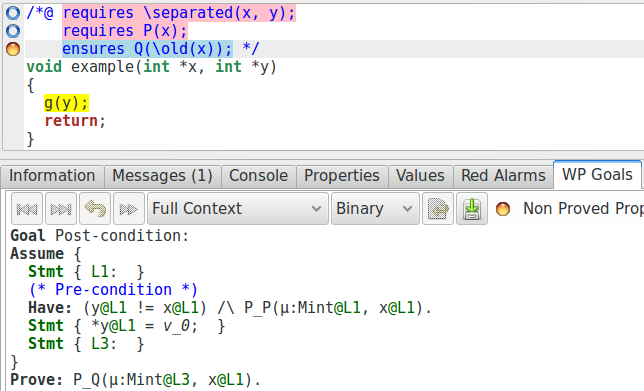 /*@ requires \separated(x, y);
requires P(x);
ensures Q(\old(x)); */
void example(int *x, int *y)
{
g(y);
return;
}
Information Messages (1) Console Properties Values Red Alarms WP Goals
Full Context Binary Non Proved Prop
Goal Post-condition:
Assume {
Stmt { L1: }
(* Pre-condition *)
Have: (y@L1 != x@L1) /\ P_P(µ:Mint@L1, x@L1).
Stmt { *y@L1 = v_0; }
Stmt { L3: }
}
Prove: P_Q(µ:Mint@L3, x@L1).